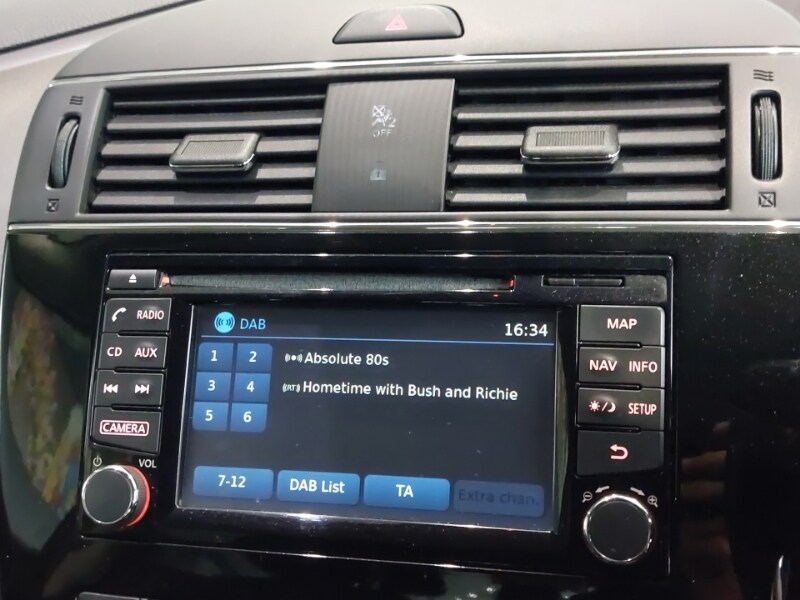 OFF
RADIO
CD AUX
CAMERA
VOL
DAB
16:34
1 2
3 4
5 6
Absolute 80s
(RT) Hometime with Bush and Richie
7-12
DAB List
TA
Extra chan
MAP
NAV INFO
SETUP